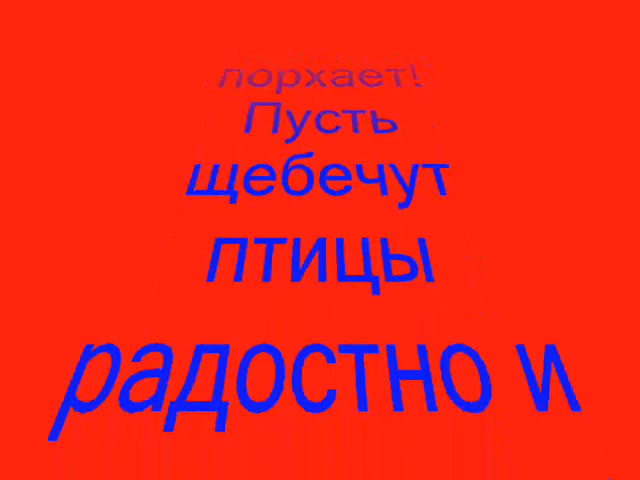 порхает!
Пусть
щебечут
птицы
радостно и